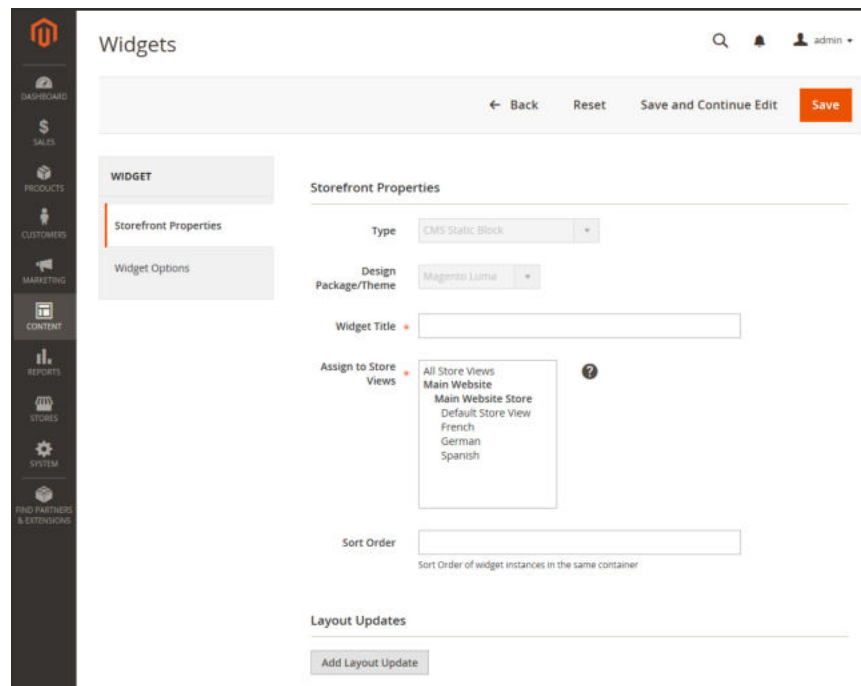 Widgets
admin
DASHBOARD
SALES
PRODUCTS
CUSTOMERS
MARKETING
CONTENT
REPORTS
STORES
SYSTEM
FIND PARTNERS
& EXTENSIONS
← Back Reset Save and Continue Edit Save
WIDGET
Storefront Properties
Widget Options
Storefront Properties
Type CMS Static Block
Design
Package/Theme Magento Luma
Widget Title *
Assign to Store
Views *
All Store Views
Main Website
Main Website Store
Default Store View
French
German
Spanish
?
Sort Order
Sort Order of widget instances in the same container
Layout Updates
Add Layout Update